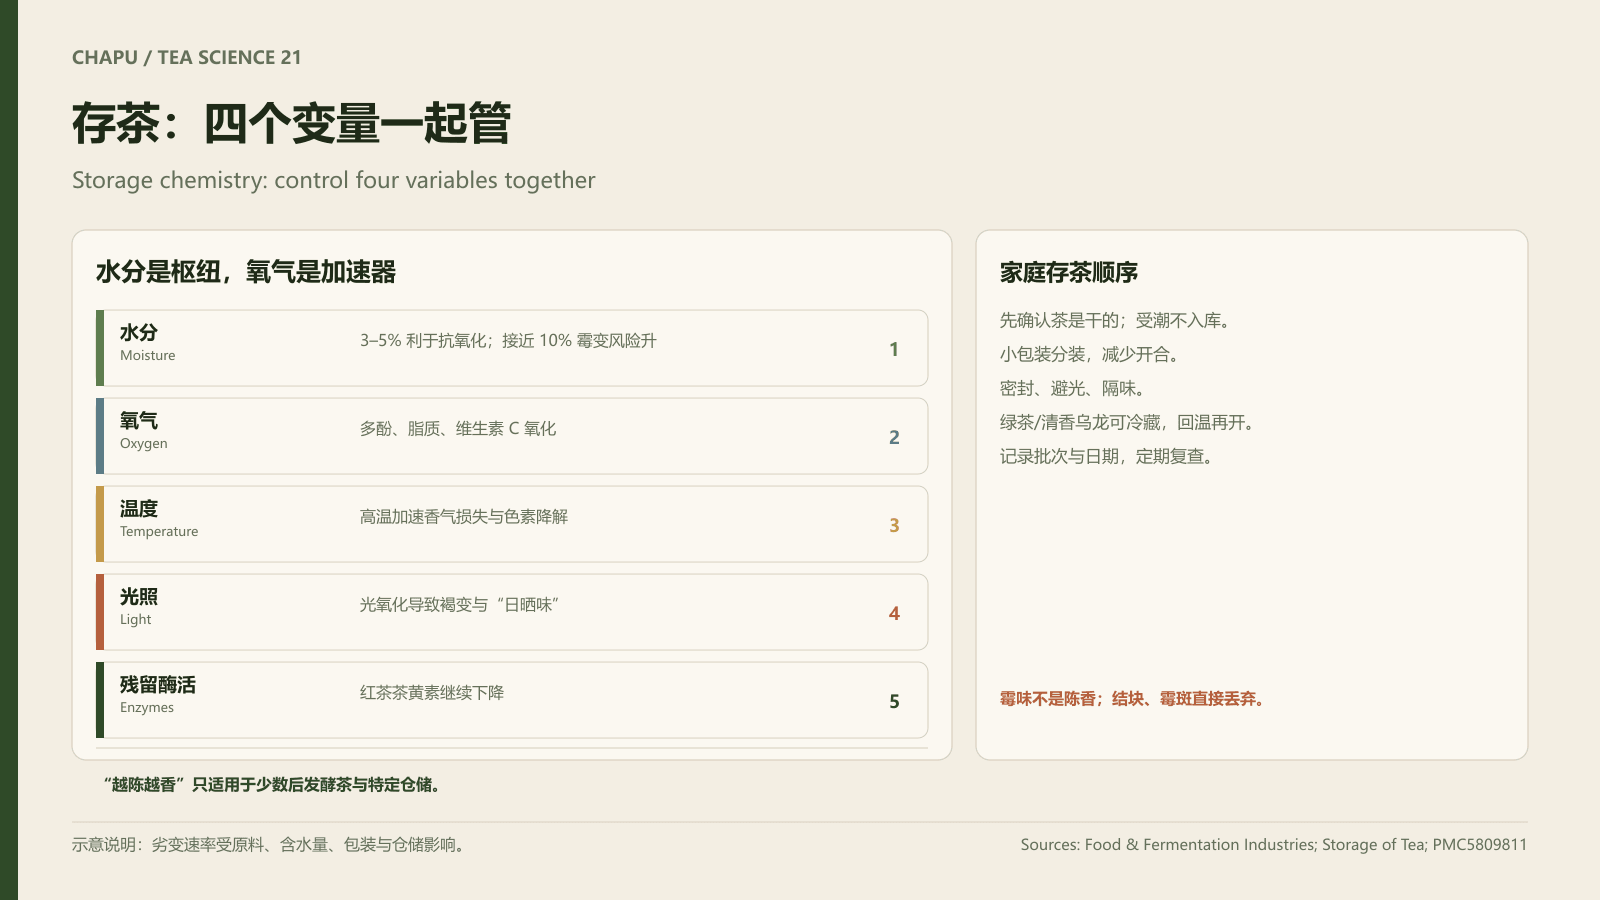 CHAPU / TEA SCIENCE 21
存茶：四个变量一起管
Storage chemistry: control four variables together
水分是枢纽，氧气是加速器
水分
Moisture
3–5% 利于抗氧化；接近 10% 霉变风险升
1
氧气
Oxygen
多酚、脂质、维生素 C 氧化
2
温度
Temperature
高温加速香气损失与色素降解
3
光照
Light
光氧化导致褐变与“日晒味”
4
残留酶活
Enzymes
红茶茶黄素继续下降
5
“越陈越香”只适用于少数后发酵茶与特定仓储。
家庭存茶顺序
先确认茶是干的；受潮不入库。
小包装分装，减少开合。
密封、避光、隔味。
绿茶/清香乌龙可冷藏，回温再开。
记录批次与日期，定期复查。
霉味不是陈香；结块、霉斑直接丢弃。
示意说明：劣变速率受原料、含水量、包装与仓储影响。
Sources: Food & Fermentation Industries; Storage of Tea; PMC5809811